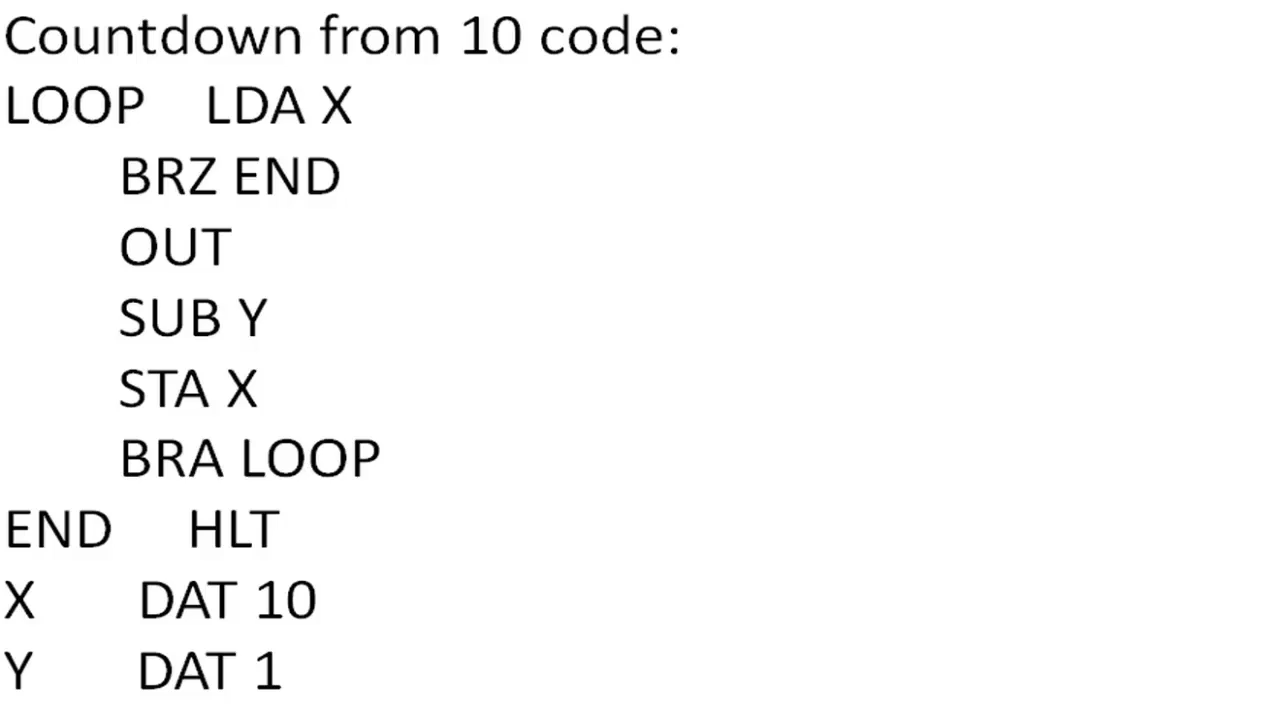 Countdown from 10 code:
LOOP LDA X
BRZ END
OUT
SUB Y
STA X
BRA LOOP
END HLT
X DAT 10
Y DAT 1